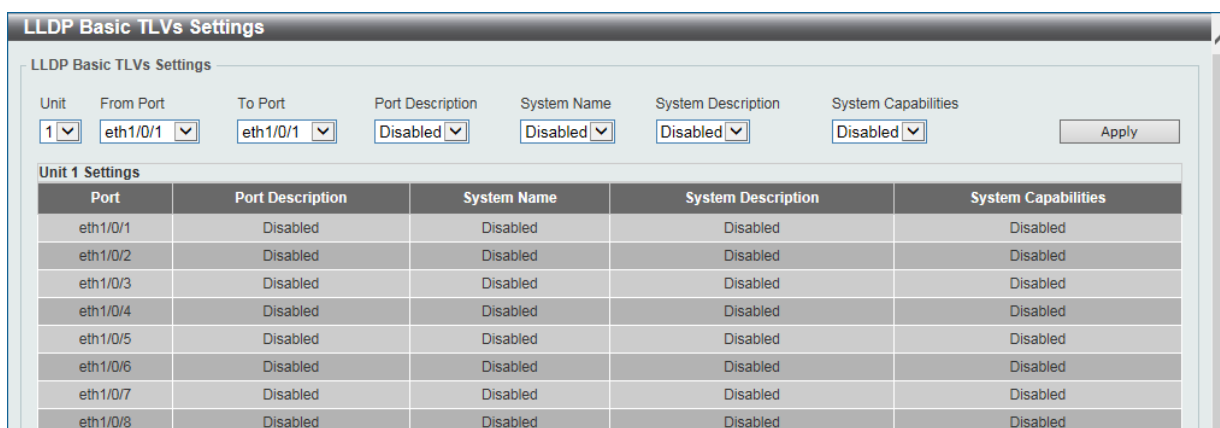 LLDP Basic TLVs Settings
LLDP Basic TLVs Settings
Unit From Port To Port Port Description System Name System Description System Capabilities
1 eth1/0/1 eth1/0/1 Disabled Disabled Disabled Disabled Apply
Unit 1 Settings
Port Port Description System Name System Description System Capabilities
eth1/0/1 Disabled Disabled Disabled Disabled
eth1/0/2 Disabled Disabled Disabled Disabled
eth1/0/3 Disabled Disabled Disabled Disabled
eth1/0/4 Disabled Disabled Disabled Disabled
eth1/0/5 Disabled Disabled Disabled Disabled
eth1/0/6 Disabled Disabled Disabled Disabled
eth1/0/7 Disabled Disabled Disabled Disabled
eth1/0/8 Disabled Disabled Disabled Disabled